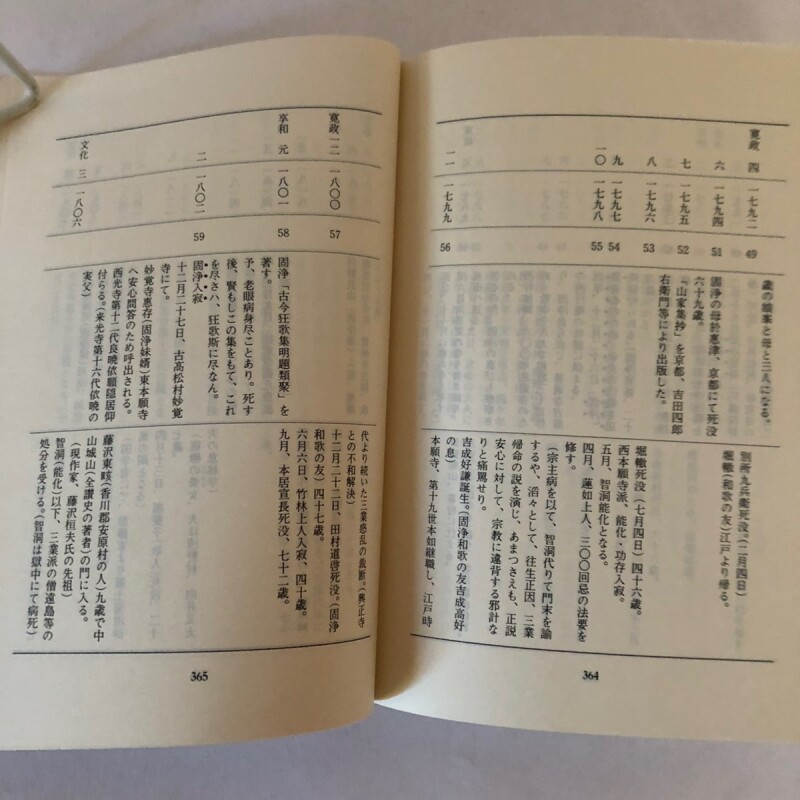 寛政 四 一七九二 49
六 一七九四 51
七 一七九五 52
八 一七九六 53
九 一七九七 54
一〇 一七九八 55
一一 一七九九 56
と母と三人になる。
固浄の母於惠津、京都にて死没
六十九歳。
『山家集抄』を京都、吉田四郎
右衛門等により出版した。
別所九兵衛死没。(二月四日)
堀轍(和歌の友)江戸より帰る。
堀轍死没(七月四日)四十六歳。
西本願寺派、能化・功存入寂。
五月、智洞能化となる。
四月、蓮如上人、三〇〇回忌の法要を
修す。
(宗主病を以て、智洞代りて門末を諭
するや、滔々として、往生正因、三業
帰命の説を演じ、あまつさえも、正説
安心に対して、宗教に違背する邪計な
りと痛罵せり。
吉成好謙誕生。(固浄和歌の友吉成高好
の息)
本願寺、第十九世本如継職し、江戸時
364
寛政 一二 一八〇〇 57
享和 元 一八〇一 58
二 一八〇二 59
文化 三 一八〇六
固浄「古今狂歌集明題類聚」を
著す。
予、老眼病身尽ことあり。死す
後、賢もしこの集をもて、これ
を尽さハ、狂歌斯に尽なん。
固浄入寂
十二月二十七日、古高松村妙覚
寺にて。
妙覚寺惠存(固浄妹婿)東本願寺
へ安心問答のため呼出される。
西光寺第十二代良暁依願隠居仰
付らる。(来光寺第十六代依暁の
実父)
代より続いた三業惑乱の裁断。(興正寺
との不和解決)
十二月二十二日、田村道啓死没。(固浄
和歌の友)四十七歳。
六月六日、竹林上人入寂、四十歳。
九月、本居宣長死没、七十二歳。
藤沢東畡(香川郡安原村の人)九歳で中
山城山(全讃史の著者)の門に入る。
(現作家、藤沢桓夫氏の先祖)
智洞(能化)以下、三業派の僧遠島等の
処分を受ける。(智洞は獄中にて病死)
365